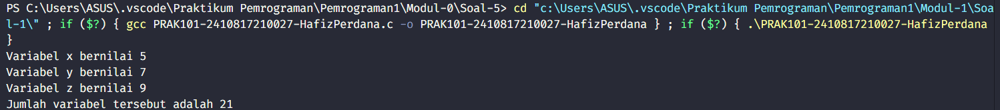 PS C:\Users\ASUS\.vscode\Praktikum Pemrograman\Pemrograman1\Modul-0\Soal-5> cd "c:\Users\ASUS\.vscode\Praktikum Pemrograman\Pemrograman1\Modul-1\Soa
l-1\" ; if ($?) { gcc PRAK101-2410817210027-HafizPerdana.c -o PRAK101-2410817210027-HafizPerdana } ; if ($?) { .\PRAK101-2410817210027-HafizPerdana
}
Variabel x bernilai 5
Variabel y bernilai 7
Variabel z bernilai 9
Jumlah variabel tersebut adalah 21